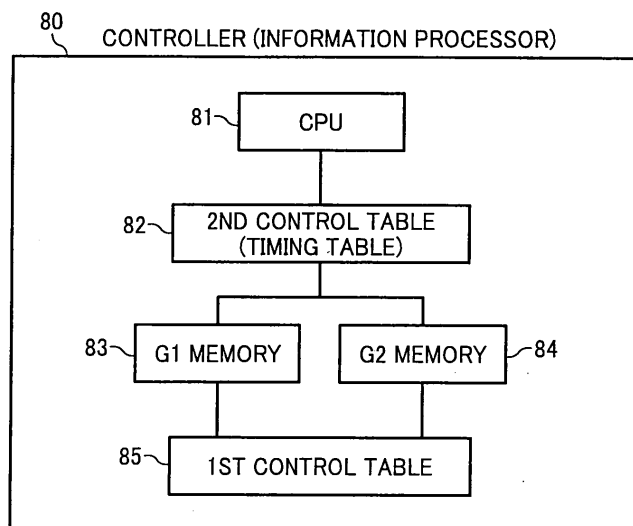 80
CONTROLLER (INFORMATION PROCESSOR)
81
CPU
82
2ND CONTROL TABLE
(TIMING TABLE)
83
G1 MEMORY
G2 MEMORY
84
85
1ST CONTROL TABLE